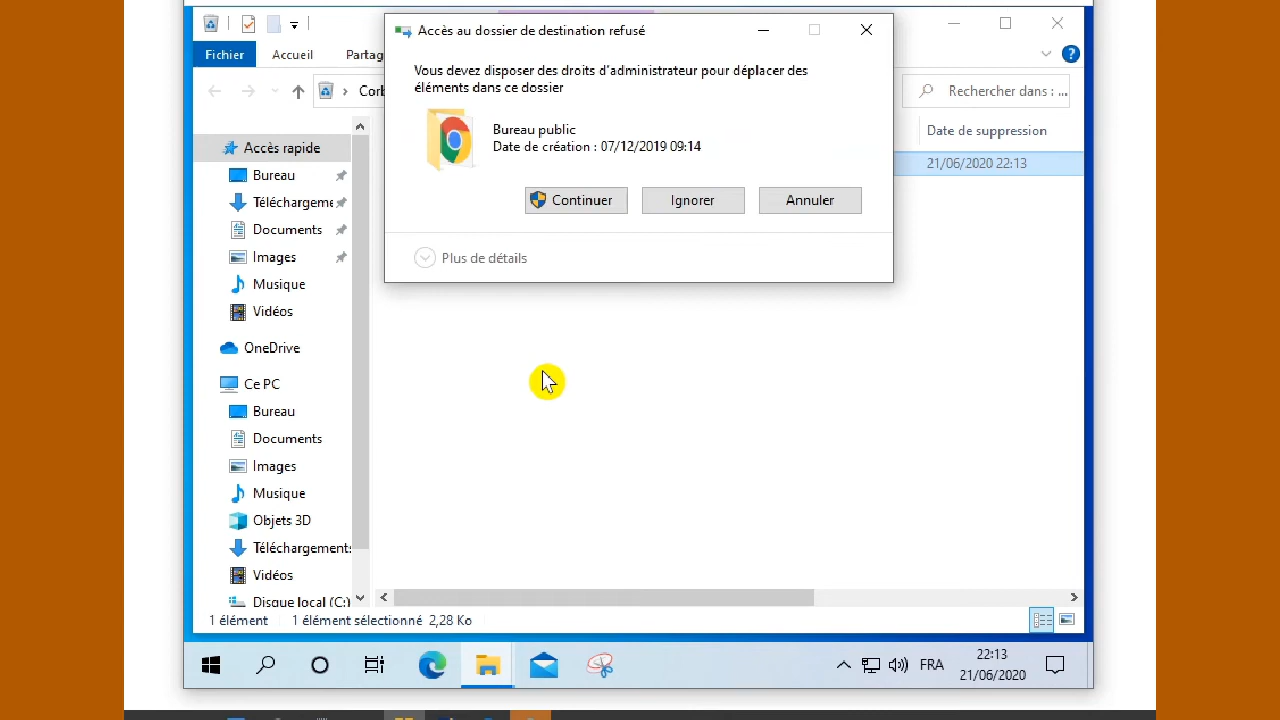 Accès au dossier de destination refusé
Fichier
Accueil
Partag
?
Vous devez disposer des droits d'administrateur pour déplacer des
éléments dans ce dossier
Corb
Rechercher dans : ...
Bureau public
Date de création : 07/12/2019 09:14
Date de suppression
21/06/2020 22:13
Continuer
Ignorer
Annuler
Plus de détails
Accès rapide
Bureau
Téléchargeme
Documents
Images
Musique
Vidéos
OneDrive
Ce PC
Bureau
Documents
Images
Musique
Objets 3D
Téléchargements
Vidéos
Disque local (C:)
1 élément
1 élément sélectionné 2,28 Ko
FRA
22:13
21/06/2020